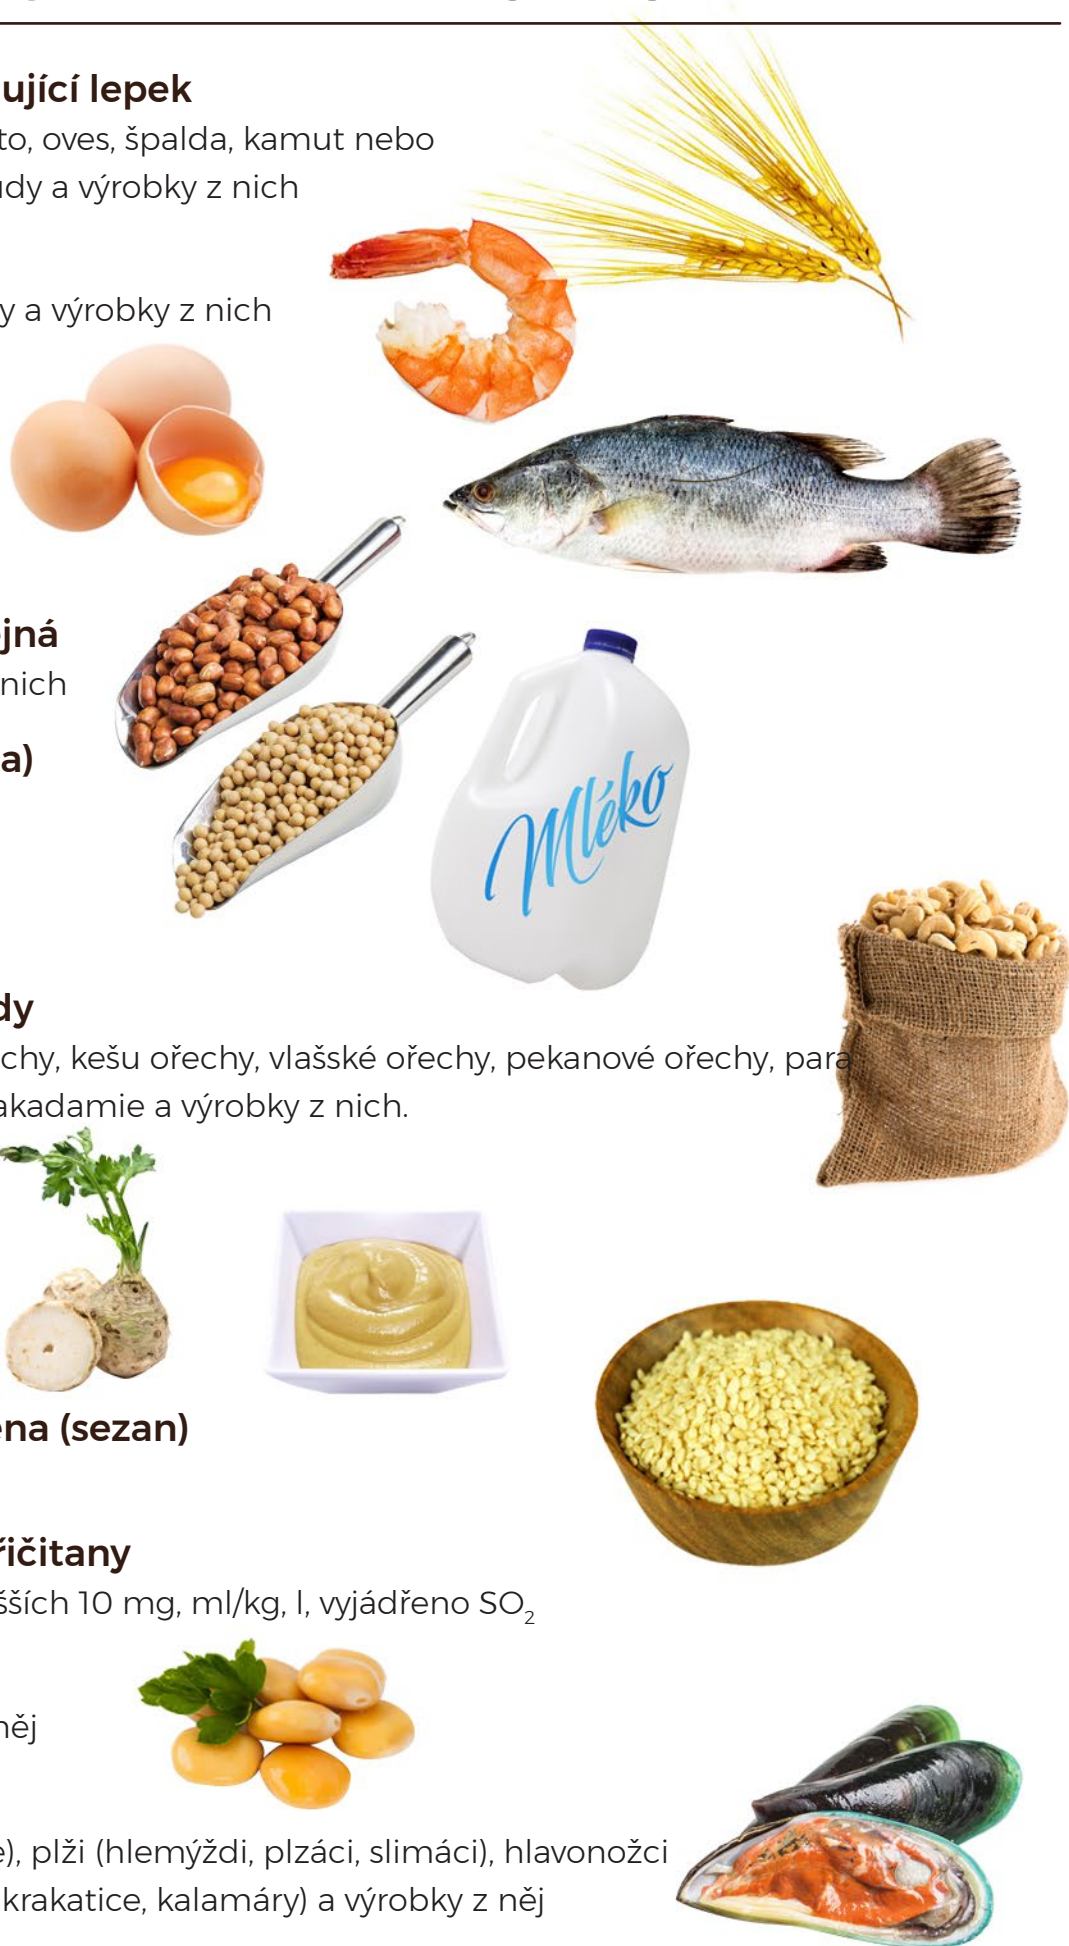 ující lepek
to, oves, špalda, kamut nebo
udy a výrobky z nich
y a výrobky z nich
jná
nich
a)
Mléko
dy
chy, kešu ořechy, vlašské ořechy, pekanové ořechy, para
akadamie a výrobky z nich.
ena (sezan)
řičitany
šších 10 mg, ml/kg, l, vyjádřeno SO₂
něj
e), plži (hlemýždi, plzáci, slimáci), hlavonožci
krakatice, kalamáry) a výrobky z něj